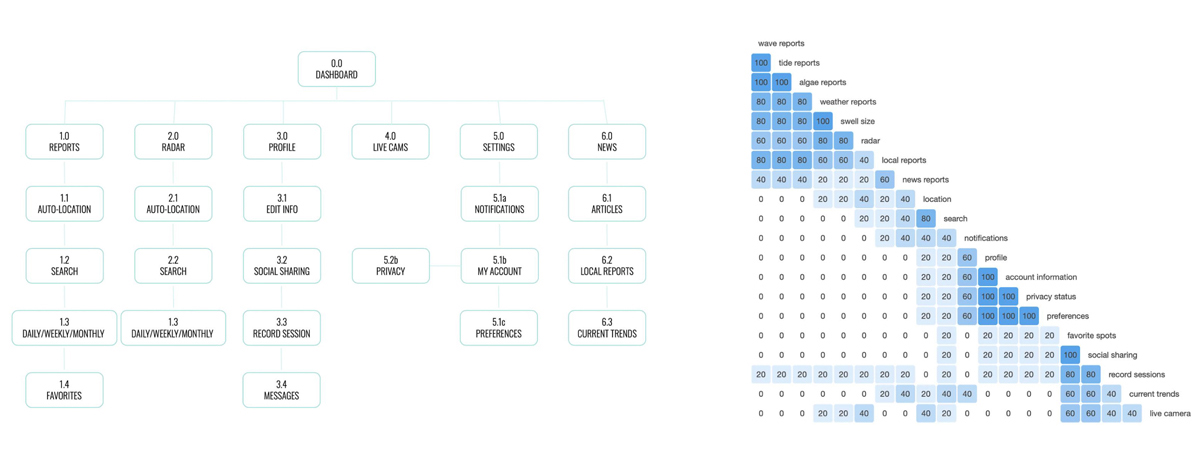 0.0
DASHBOARD
1.0
REPORTS
2.0
RADAR
3.0
PROFILE
4.0
LIVE CAMS
5.0
SETTINGS
6.0
NEWS
1.1
AUTO-LOCATION
2.1
AUTO-LOCATION
3.1
EDIT INFO
5.1a
NOTIFICATIONS
6.1
ARTICLES
1.2
SEARCH
2.2
SEARCH
3.2
SOCIAL SHARING
5.2b
PRIVACY
5.1b
MY ACCOUNT
6.2
LOCAL REPORTS
1.3
DAILY/WEEKLY/MONTHLY
1.3
DAILY/WEEKLY/MONTHLY
3.3
RECORD SESSION
5.1c
PREFERENCES
6.3
CURRENT TRENDS
1.4
FAVORITES
3.4
MESSAGES
wave reports
100 tide reports
100 100 algae reports
80 80 80 weather reports
80 80 80 100 swell size
60 60 60 80 80 radar
80 80 80 60 60 40 local reports
40 40 40 20 20 20 60 news reports
0 0 0 20 20 40 20 40 location
0 0 0 0 0 20 20 40 80 search
0 0 0 0 0 0 20 40 40 40 notifications
0 0 0 0 0 0 0 0 20 20 60 profile
0 0 0 0 0 0 0 0 20 20 60 100 account information
0 0 0 0 0 0 0 0 20 20 60 100 100 privacy status
0 0 0 0 0 0 0 0 20 20 60 100 100 100 preferences
0 0 0 0 0 0 0 0 0 20 0 20 20 20 20 favorite spots
0 0 0 0 0 0 0 0 0 20 0 20 20 20 20 100 social sharing
20 20 20 20 20 20 20 20 0 20 0 20 20 20 20 80 80 record sessions
0 0 0 0 0 0 20 40 20 40 40 0 0 0 0 60 60 40 current trends
0 0 0 20 20 40 0 0 40 20 0 0 0 0 0 60 60 40 40 live camera